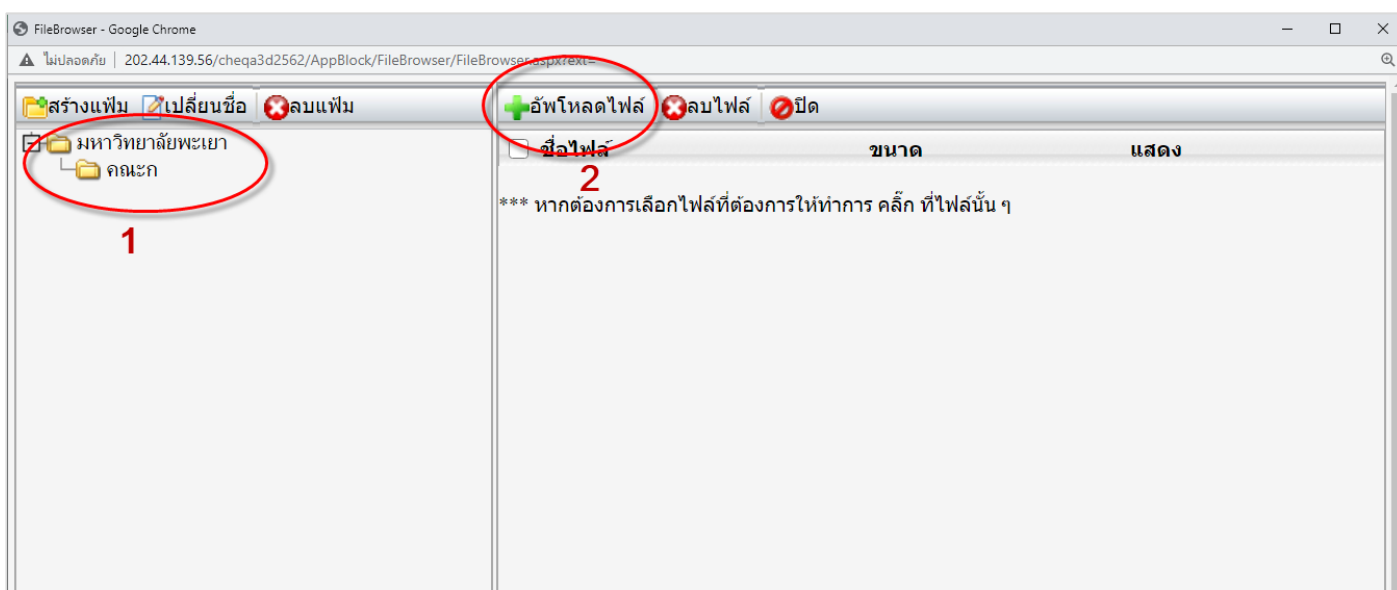 FileBrowser - Google Chrome
ไม่ปลอดภัย | 202.44.139.56/cheqa3d2562/AppBlock/FileBrowser/FileBrowser.aspx?ext=
สร้างแฟ้ม เปลี่ยนชื่อ ลบแฟ้ม
อัพโหลดไฟล์ ลบไฟล์ ปิด
มหาวิทยาลัยพะเยา
คณะก
1
ชื่อไฟล์ ขนาด แสดง
2
*** หากต้องการเลือกไฟล์ที่ต้องการให้ทำการ คลิ๊ก ที่ไฟล์นั้น ๆ